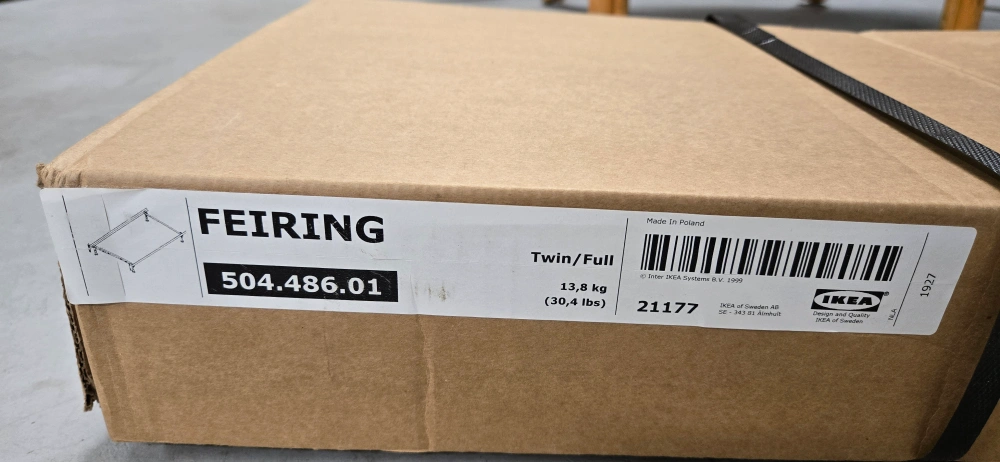 FEIRING
504.486.01
Twin/Full
13,8 kg
(30,4 lbs)
Made In Poland
© Inter IKEA Systems B.V. 1999
21177
IKEA of Sweden AB
SE - 343 81 Älmhult
IKEA®
Design and Quality
IKEA of Sweden
NLA
1927